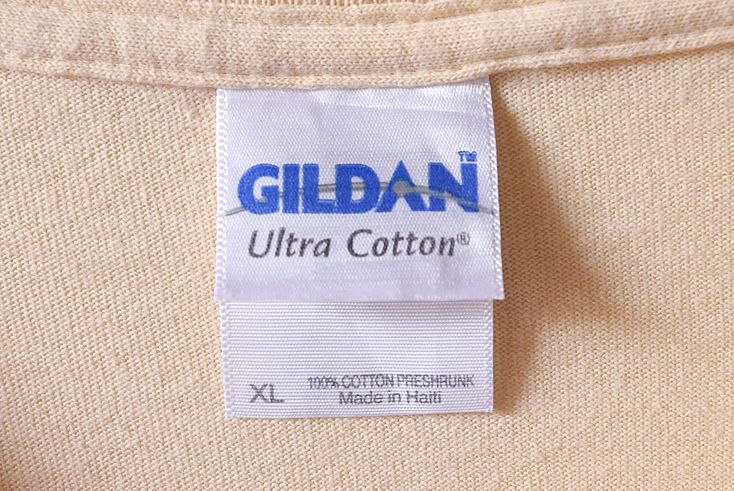 GILDAN™
Ultra Cotton®
XL
100% COTTON PRESHRUNK
Made in Haiti